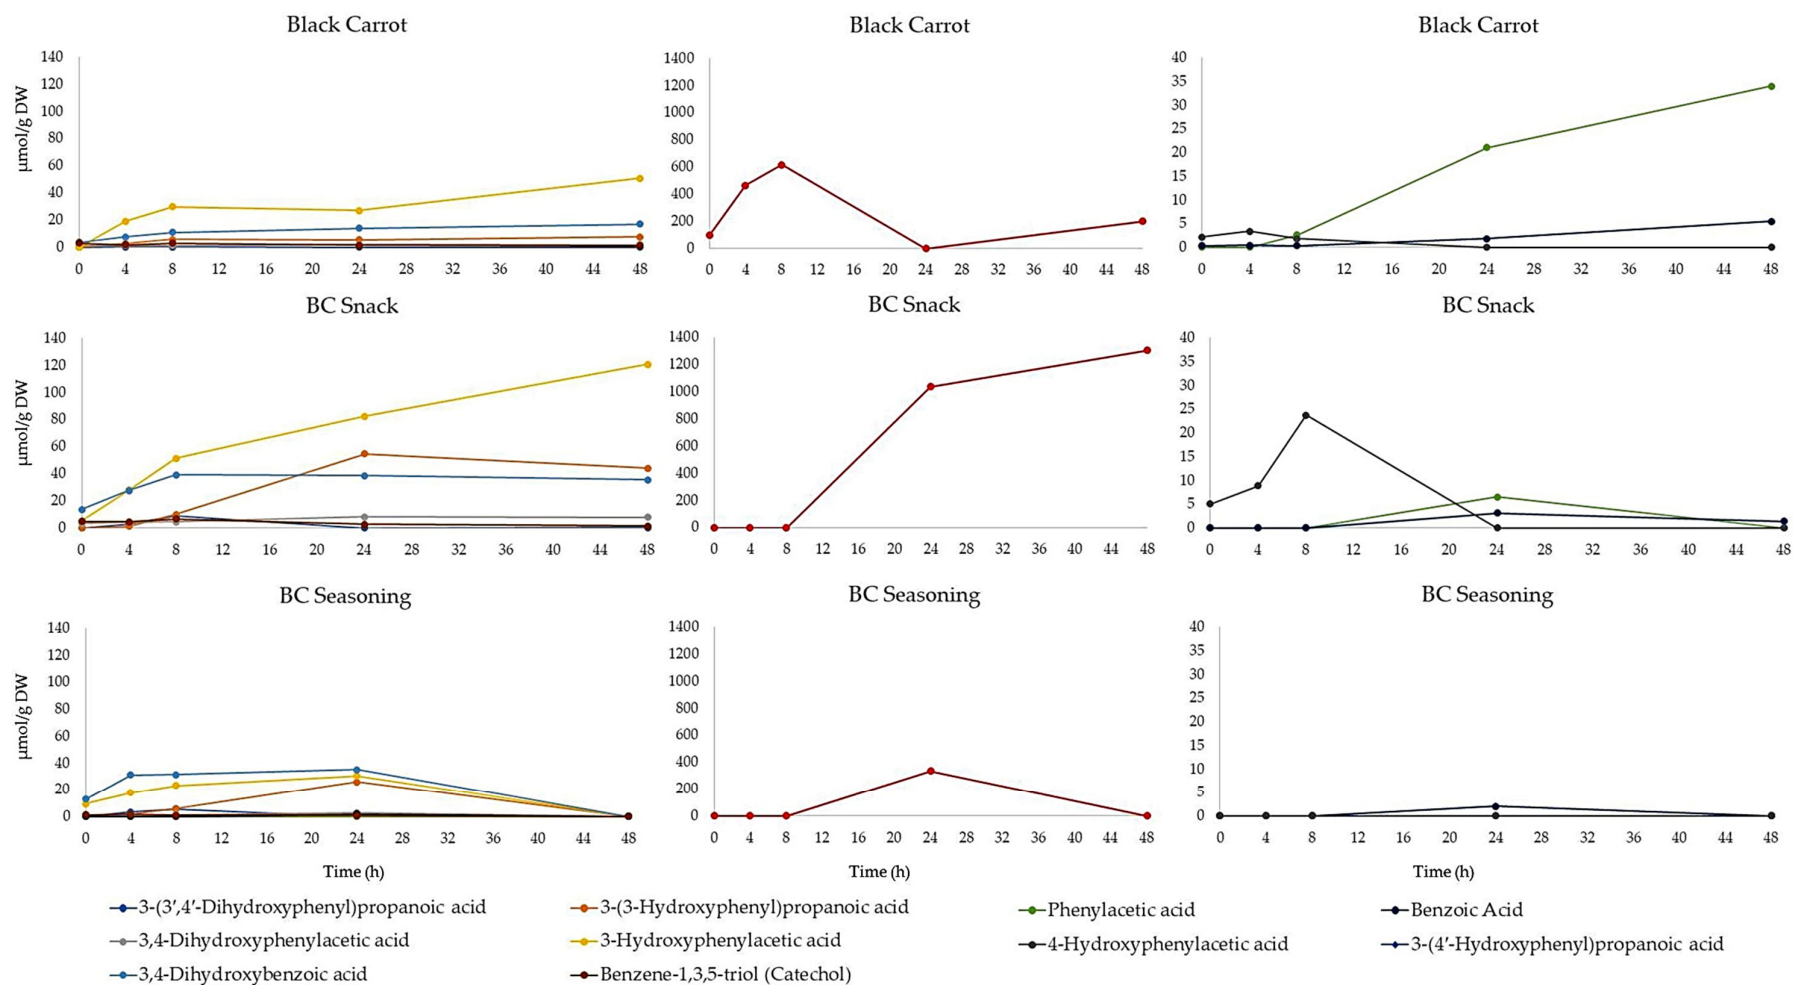 Black Carrot
Black Carrot
Black Carrot
µmol/g DW
140
120
100
80
60
40
20
0
0 4 8 12 16 20 24 28 32 36 40 44 48
1400
1200
1000
800
600
400
200
0
0 4 8 12 16 20 24 28 32 36 40 44 48
40
35
30
25
20
15
10
5
0
0 4 8 12 16 20 24 28 32 36 40 44 48
BC Snack
BC Snack
BC Snack
µmol/g DW
140
120
100
80
60
40
20
0
0 4 8 12 16 20 24 28 32 36 40 44 48
1400
1200
1000
800
600
400
200
0
0 4 8 12 16 20 24 28 32 36 40 44 48
40
35
30
25
20
15
10
5
0
0 4 8 12 16 20 24 28 32 36 40 44 48
BC Seasoning
BC Seasoning
BC Seasoning
µmol/g DW
140
120
100
80
60
40
20
0
0 4 8 12 16 20 24 28 32 36 40 44 48
Time (h)
1400
1200
1000
800
600
400
200
0
0 4 8 12 16 20 24 28 32 36 40 44 48
Time (h)
40
35
30
25
20
15
10
5
0
0 4 8 12 16 20 24 28 32 36 40 44 48
Time (h)
3-(3′,4′-Dihydroxyphenyl)propanoic acid
3-(3-Hydroxyphenyl)propanoic acid
Phenylacetic acid
Benzoic Acid
3,4-Dihydroxyphenylacetic acid
3-Hydroxyphenylacetic acid
4-Hydroxyphenylacetic acid
3-(4′-Hydroxyphenyl)propanoic acid
3,4-Dihydroxybenzoic acid
Benzene-1,3,5-triol (Catechol)